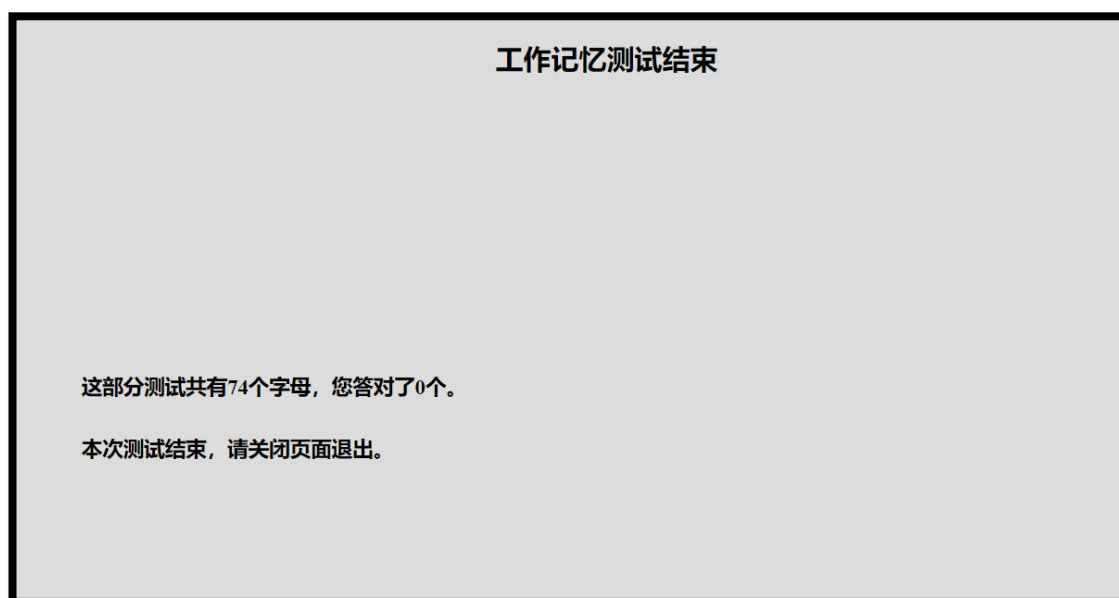 工作记忆测试结束
这部分测试共有74个字母，您答对了0个。
本次测试结束，请关闭页面退出。